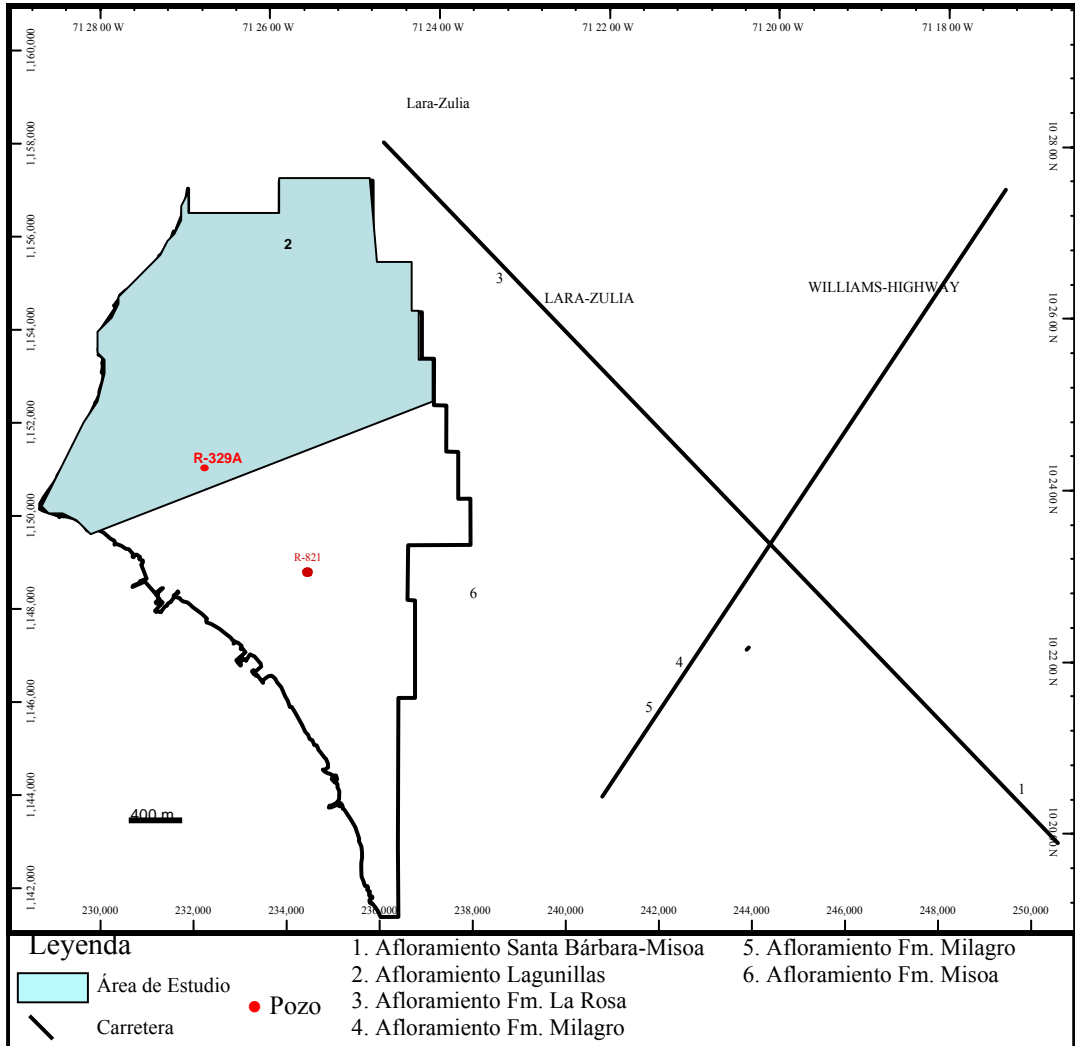 71 28 00 W 71 26 00 W 71 24 00 W 71 22 00 W 71 20 00 W 71 18 00 W
1,160,000
Lara-Zulia
1,158,000
10 28 00 N
1,156,000
2
3
LARA-ZULIA
WILLIAMS-HIGHWAY
10 26 00 N
1,154,000
1,152,000
R-329A
10 24 00 N
1,150,000
R-821
6
1,148,000
4
10 22 00 N
5
1,146,000
1,144,000
400 m
1
10 20 00 N
1,142,000
230,000 232,000 234,000 236,000 238,000 240,000 242,000 244,000 246,000 248,000 250,000
Leyenda
Área de Estudio
Carretera
Pozo
1. Afloramiento Santa Bárbara-Misoa
2. Afloramiento Lagunillas
3. Afloramiento Fm. La Rosa
4. Afloramiento Fm. Milagro
5. Afloramiento Fm. Milagro
6. Afloramiento Fm. Misoa